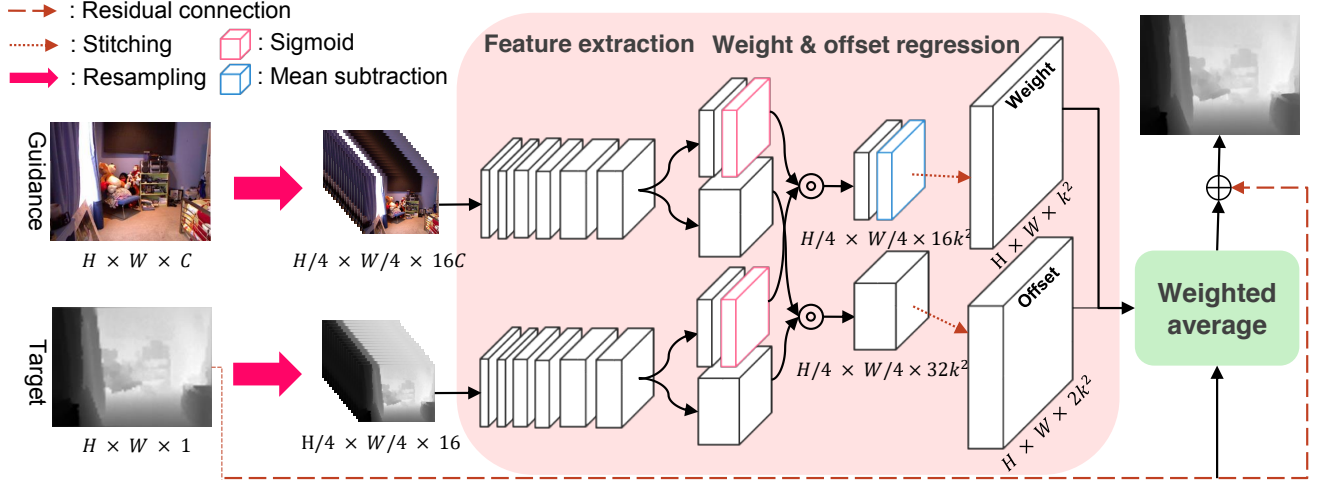 : Residual connection
: Stitching
: Sigmoid
: Resampling
: Mean subtraction
Feature extraction
Weight & offset regression
Guidance
H × W × C
H/4 × W/4 × 16C
Weight
H/4 × W/4 × 16k²
H × W × k²
Target
H × W × 1
H/4 × W/4 × 16
H/4 × W/4 × 32k²
Offset
H × W × 2k²
Weighted
average